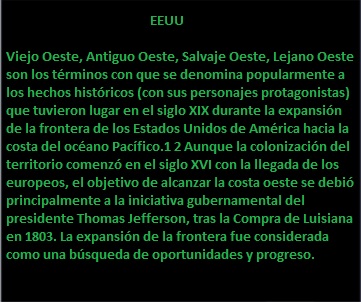 EEUU
Viejo Oeste, Antiguo Oeste, Salvaje Oeste, Lejano Oeste
son los términos con que se denomina popularmente a
los hechos históricos (con sus personajes protagonistas)
que tuvieron lugar en el siglo XIX durante la expansión
de la frontera de los Estados Unidos de América hacia la
costa del océano Pacífico.1 2 Aunque la colonización del
territorio comenzó en el siglo XVI con la llegada de los
europeos, el objetivo de alcanzar la costa oeste se debió
principalmente a la iniciativa gubernamental del
presidente Thomas Jefferson, tras la Compra de Luisiana
en 1803. La expansión de la frontera fue considerada
como una búsqueda de oportunidades y progreso.